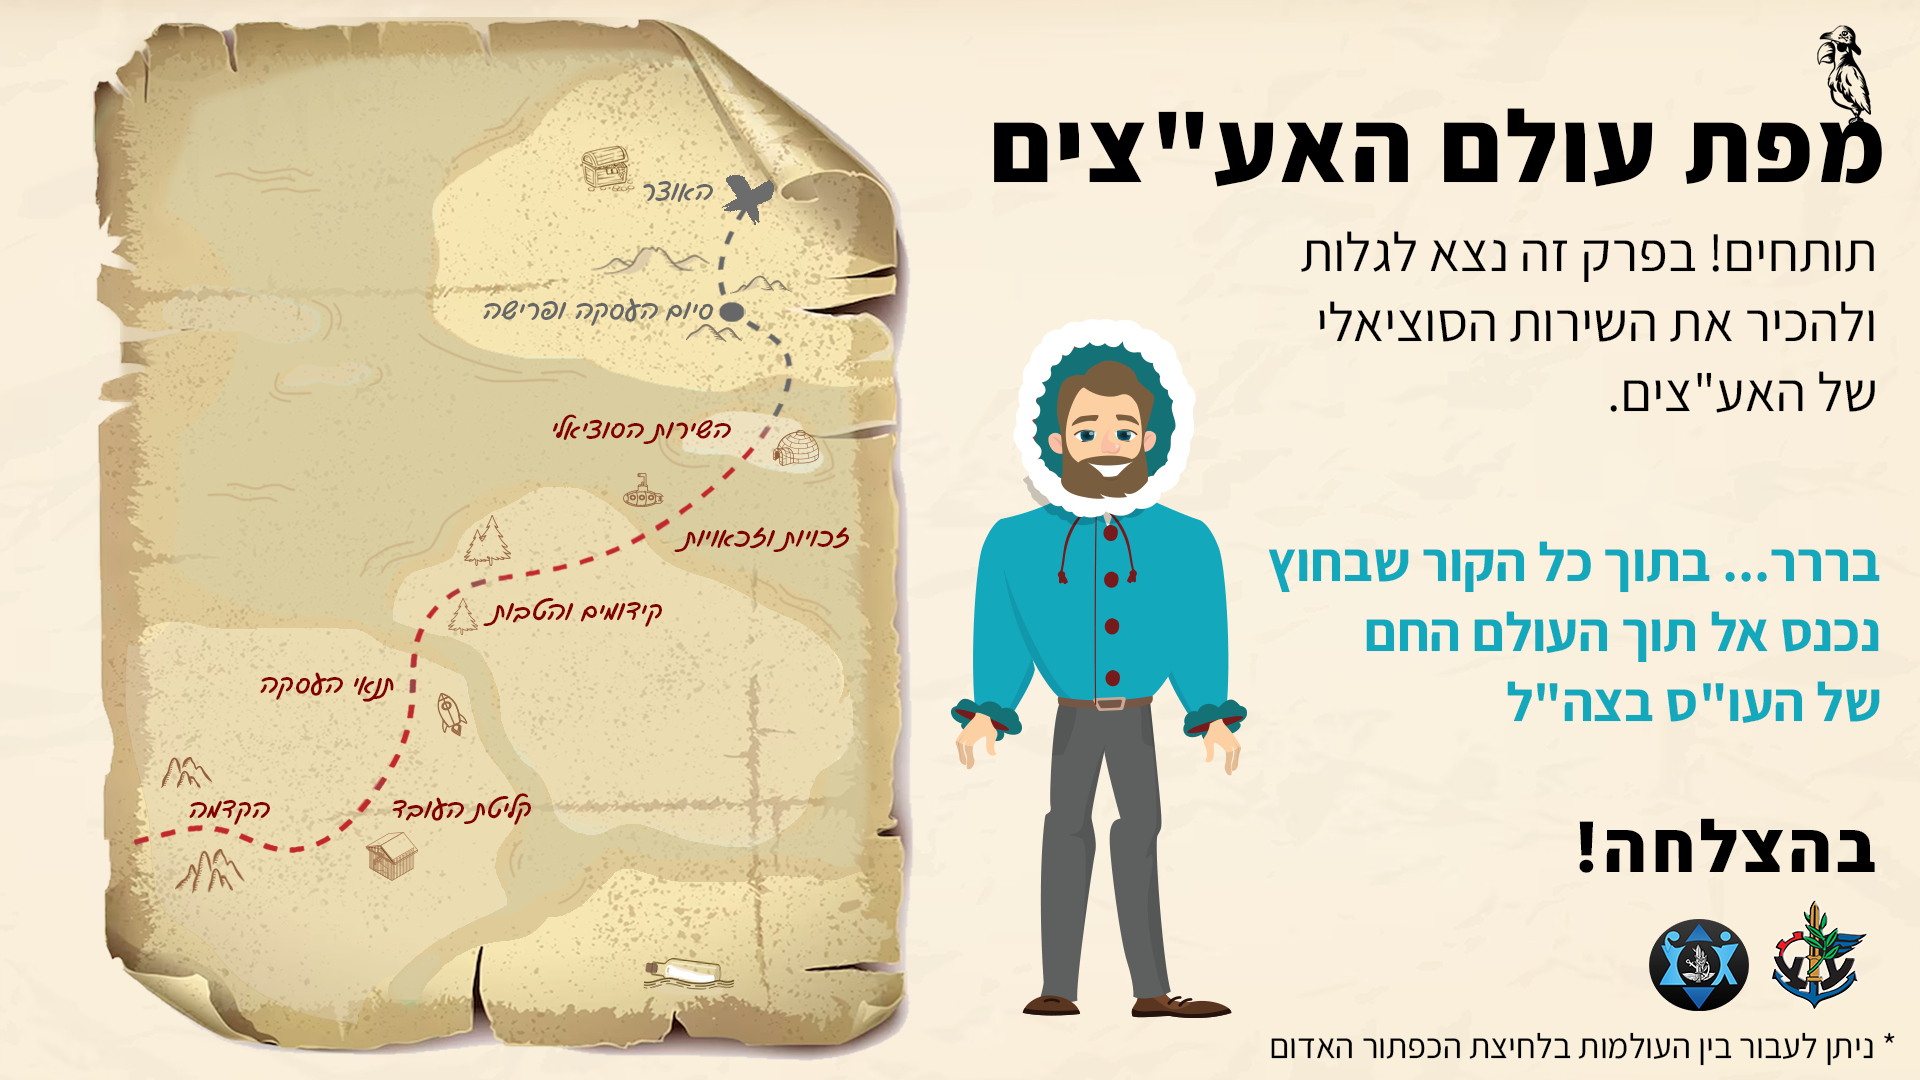 מפת עולם האע"צים
תותחים! בפרק זה נצא לגלות
ולהכיר את השירות הסוציאלי
של האע"צים.
בררר... בתוך כל הקור שבחוץ
נכנס אל תוך העולם החם
של העו"ס בצה"ל
בהצלחה!
* ניתן לעבור בין העולמות בלחיצת הכפתור האדום
האוצר
סיום העסקה ופרישה
השירות הסוציאלי
זכויות וזכאויות
קידומים והטבות
תנאי העסקה
קליטת העובד
הקדמה